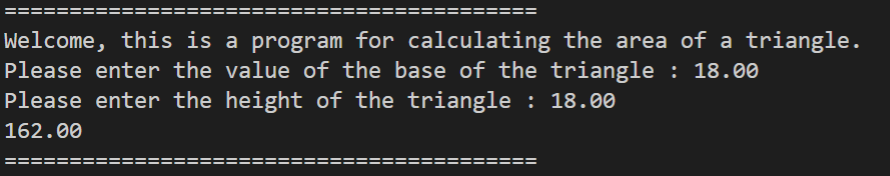 =========================================
Welcome, this is a program for calculating the area of a triangle.
Please enter the value of the base of the triangle : 18.00
Please enter the height of the triangle : 18.00
162.00
=========================================